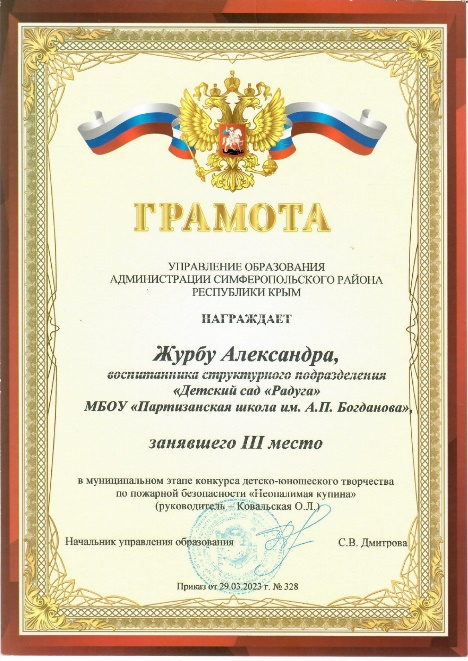 ГРАМОТА
УПРАВЛЕНИЕ ОБРАЗОВАНИЯ
АДМИНИСТРАЦИИ СИМФЕРОПОЛЬСКОГО РАЙОНА
РЕСПУБЛИКИ КРЫМ
НАГРАЖДАЕТ
Журбу Александра,
воспитанника структурного подразделения
«Детский сад «Радуга»
МБОУ «Партизанская школа им. А.П. Богданова»,
занявшего III место
в муниципальном этапе конкурса детско-юношеского творчества
по пожарной безопасности «Неопалимая купина»
(руководитель – Ковальская О.Л.)
Начальник управления образования С.В. Дмитрова
Приказ от 29.03.2023 г. № 328